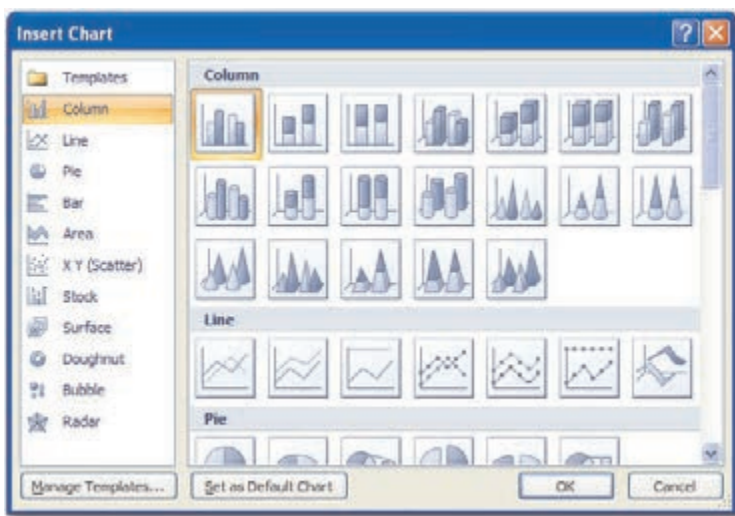 Insert Chart
Templates
Column
Line
Pie
Bar
Area
X Y (Scatter)
Stock
Surface
Doughnut
Bubble
Radar
Column
Line
Pie
Manage Templates...
Set as Default Chart
OK
Cancel